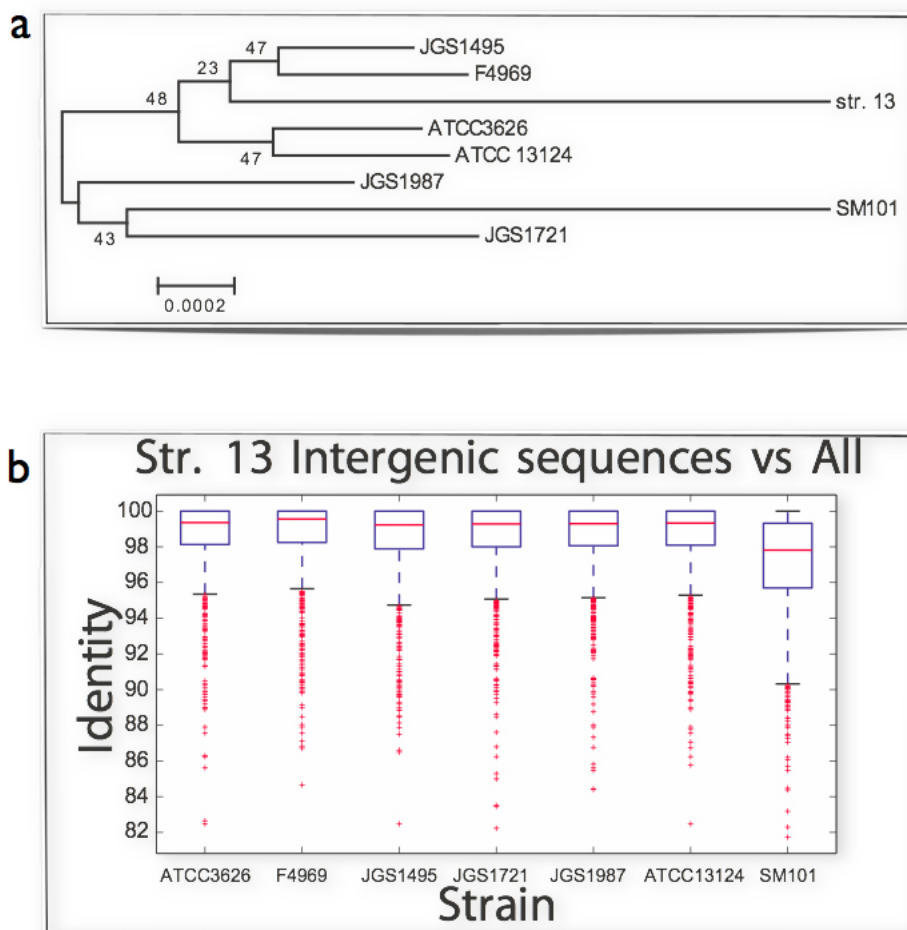 a
47 JGS1495
23 F4969
48 str. 13
ATCC3626
47 ATCC 13124
JGS1987
SM101
43 JGS1721
0.0002
b
Str. 13 Intergenic sequences vs All
Identity
100
98
96
94
92
90
88
86
84
82
ATCC3626 F4969 JGS1495 JGS1721 JGS1987 ATCC13124 SM101
Strain